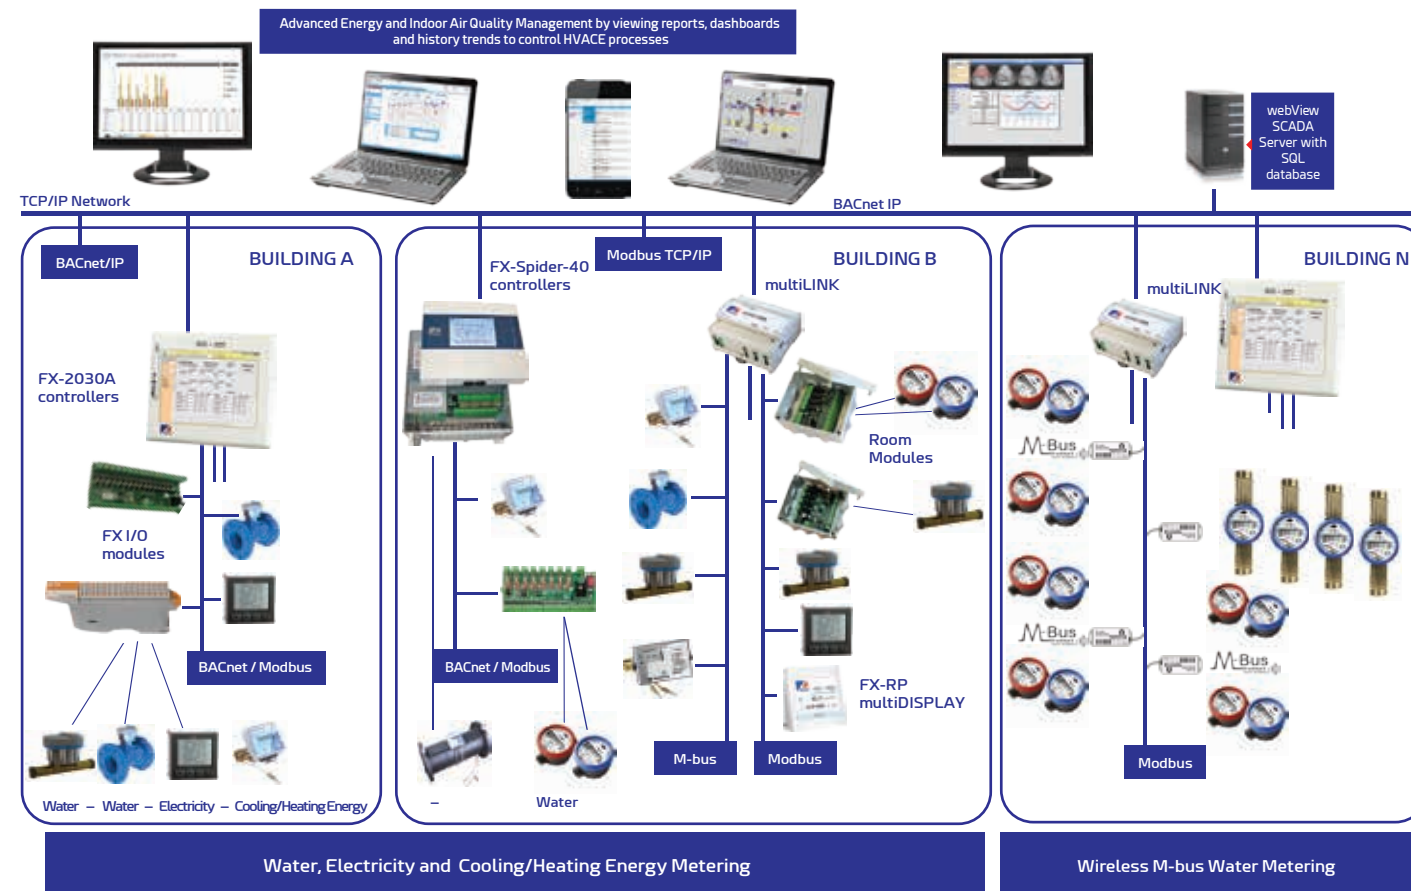 Advanced Energy and Indoor Air Quality Management by viewing reports, dashboards
and history trends to control HVACE processes
webView
SCADA
Server with
SQL
database
TCP/IP Network
BACnet IP
BACnet/IP
BUILDING A
FX-2030A
controllers
FX I/O
modules
BACnet / Modbus
Water – Water – Electricity – Cooling/Heating Energy
FX-Spider-40
controllers
Modbus TCP/IP
multiLINK
BUILDING B
Room
Modules
BACnet / Modbus
FX-RP
multiDISPLAY
M-bus
Modbus
–
Water
BUILDING N
multiLINK
M-Bus
M-Bus
M-Bus
Modbus
Water, Electricity and Cooling/Heating Energy Metering
Wireless M-bus Water Metering